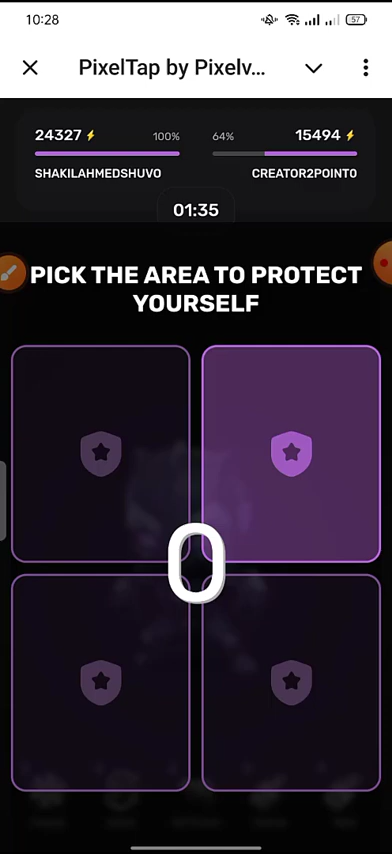 10:28
57
PixelTap by Pixelv...
24327 100% 64% 15494
SHAKILAHMEDSHUVO CREATOR2POINT0
01:35
PICK THE AREA TO PROTECT
YOURSELF
0